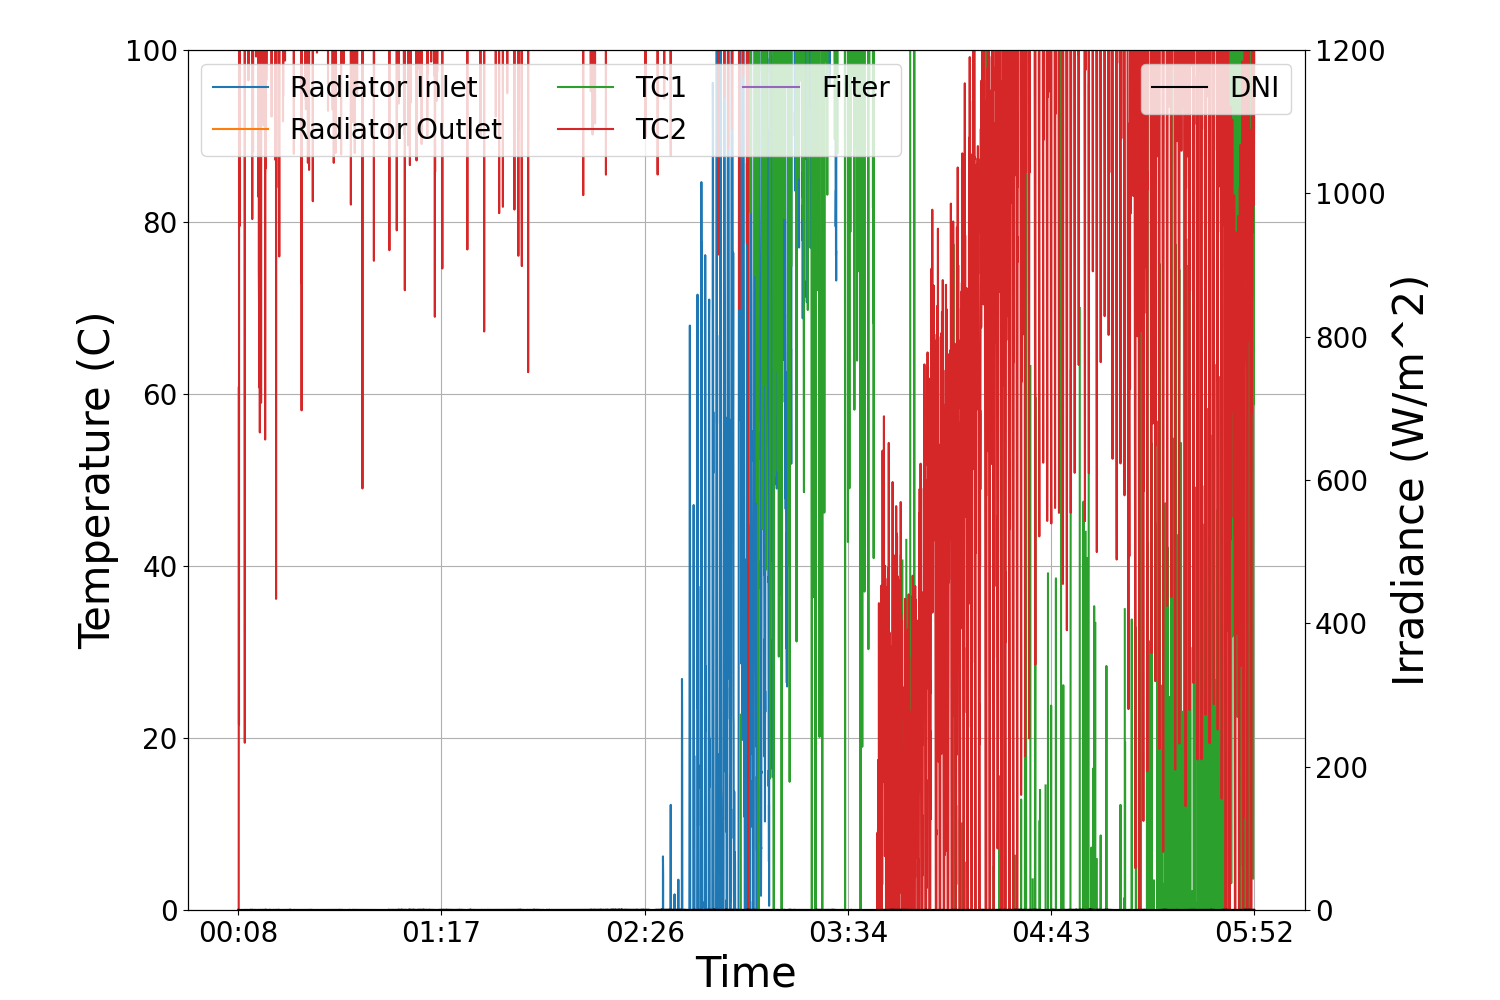 100
80
60
40
20
0
Temperature (C)
Radiator Inlet
Radiator Outlet
TC1
TC2
Filter
DNI
1200
1000
800
600
400
200
0
Irradiance (W/m^2)
00:08
01:17
02:26
03:34
04:43
05:52
Time